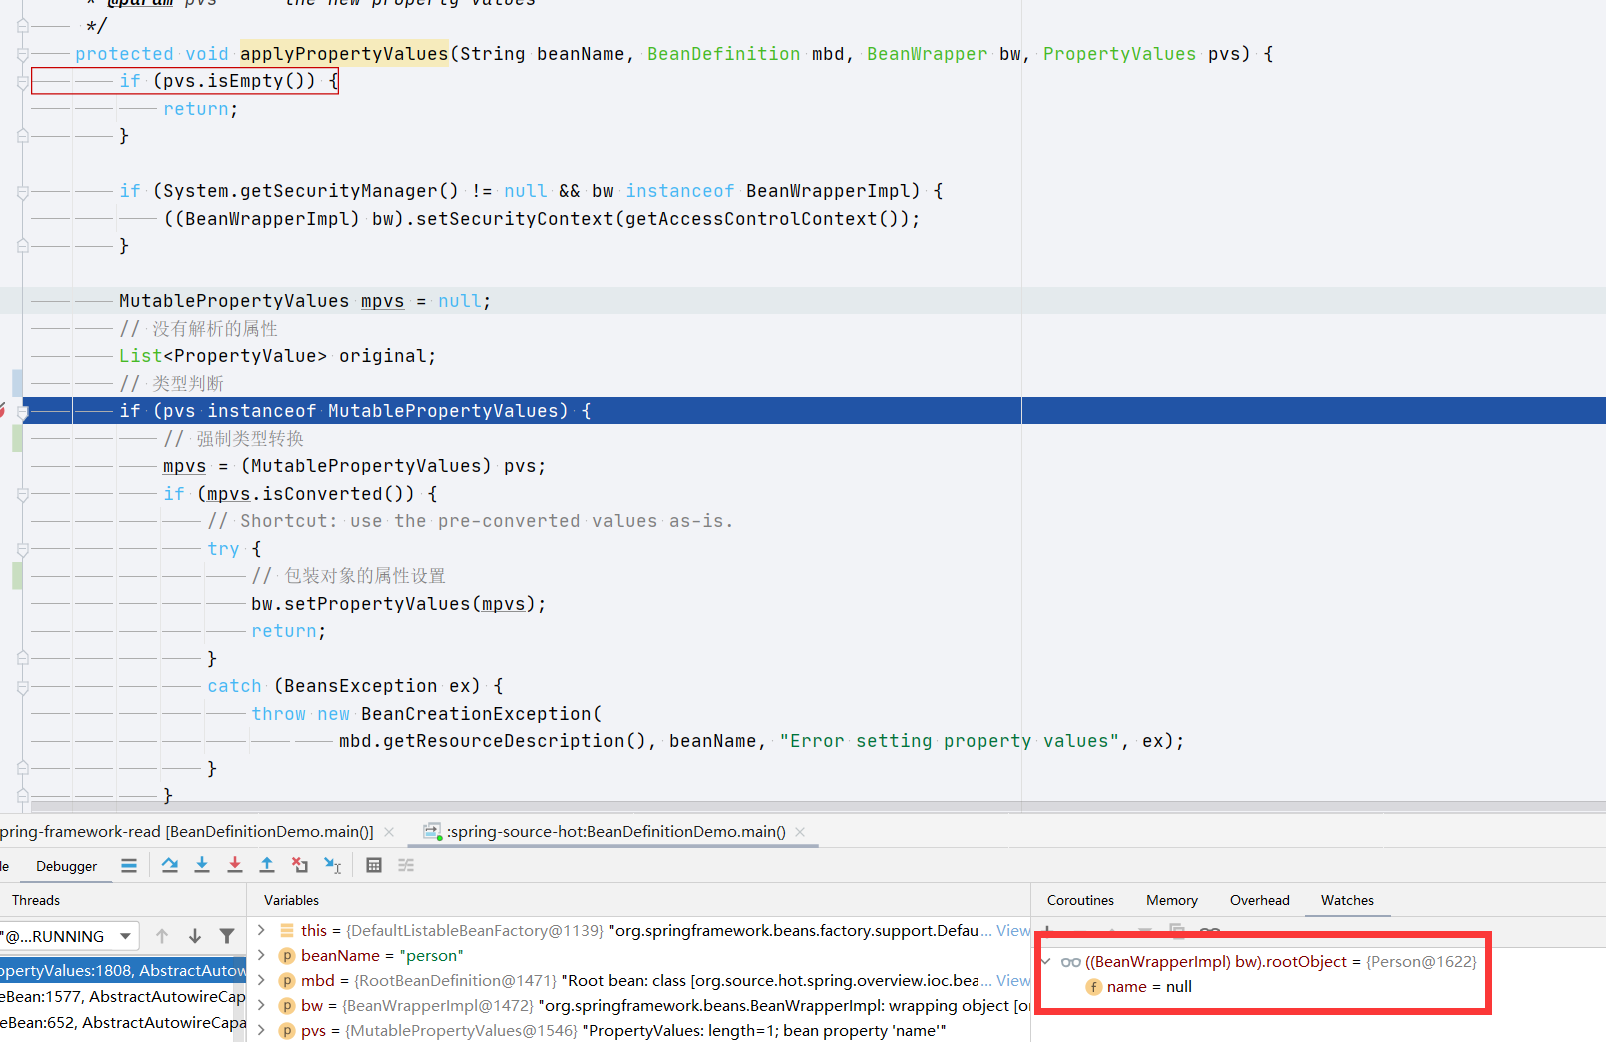 * @param pvs the new property values
*/
protected void applyPropertyValues(String beanName, BeanDefinition mbd, BeanWrapper bw, PropertyValues pvs) {
if (pvs.isEmpty()) {
return;
}
if (System.getSecurityManager() != null && bw instanceof BeanWrapperImpl) {
((BeanWrapperImpl) bw).setSecurityContext(getAccessControlContext());
}
MutablePropertyValues mpvs = null;
// 没有解析的属性
List<PropertyValue> original;
// 类型判断
if (pvs instanceof MutablePropertyValues) {
// 强制类型转换
mpvs = (MutablePropertyValues) pvs;
if (mpvs.isConverted()) {
// Shortcut: use the pre-converted values as-is.
try {
// 包装对象的属性设置
bw.setPropertyValues(mpvs);
return;
}
catch (BeansException ex) {
throw new BeanCreationException(
mbd.getResourceDescription(), beanName, "Error setting property values", ex);
}
}
pring-framework-read [BeanDefinitionDemo.main()] :spring-source-hot:BeanDefinitionDemo.main()
le Debugger
Threads Variables Coroutines Memory Overhead Watches
"@...RUNNING
this = {DefaultListableBeanFactory@1139} "org.springframework.beans.factory.support.Defau... View
beanName = "person"
opertyValues:1808, AbstractAutow
mbd = {RootBeanDefinition@1471} "Root bean: class [org.source.hot.spring.overview.ioc.bea... View
eBean:1577, AbstractAutowireCap
bw = {BeanWrapperImpl@1472} "org.springframework.beans.BeanWrapperImpl: wrapping object [o
eBean:652, AbstractAutowireCapa
pvs = {MutablePropertyValues@1546} "PropertyValues: length=1; bean property 'name'"
((BeanWrapperImpl) bw).rootObject = {Person@1622}
name = null